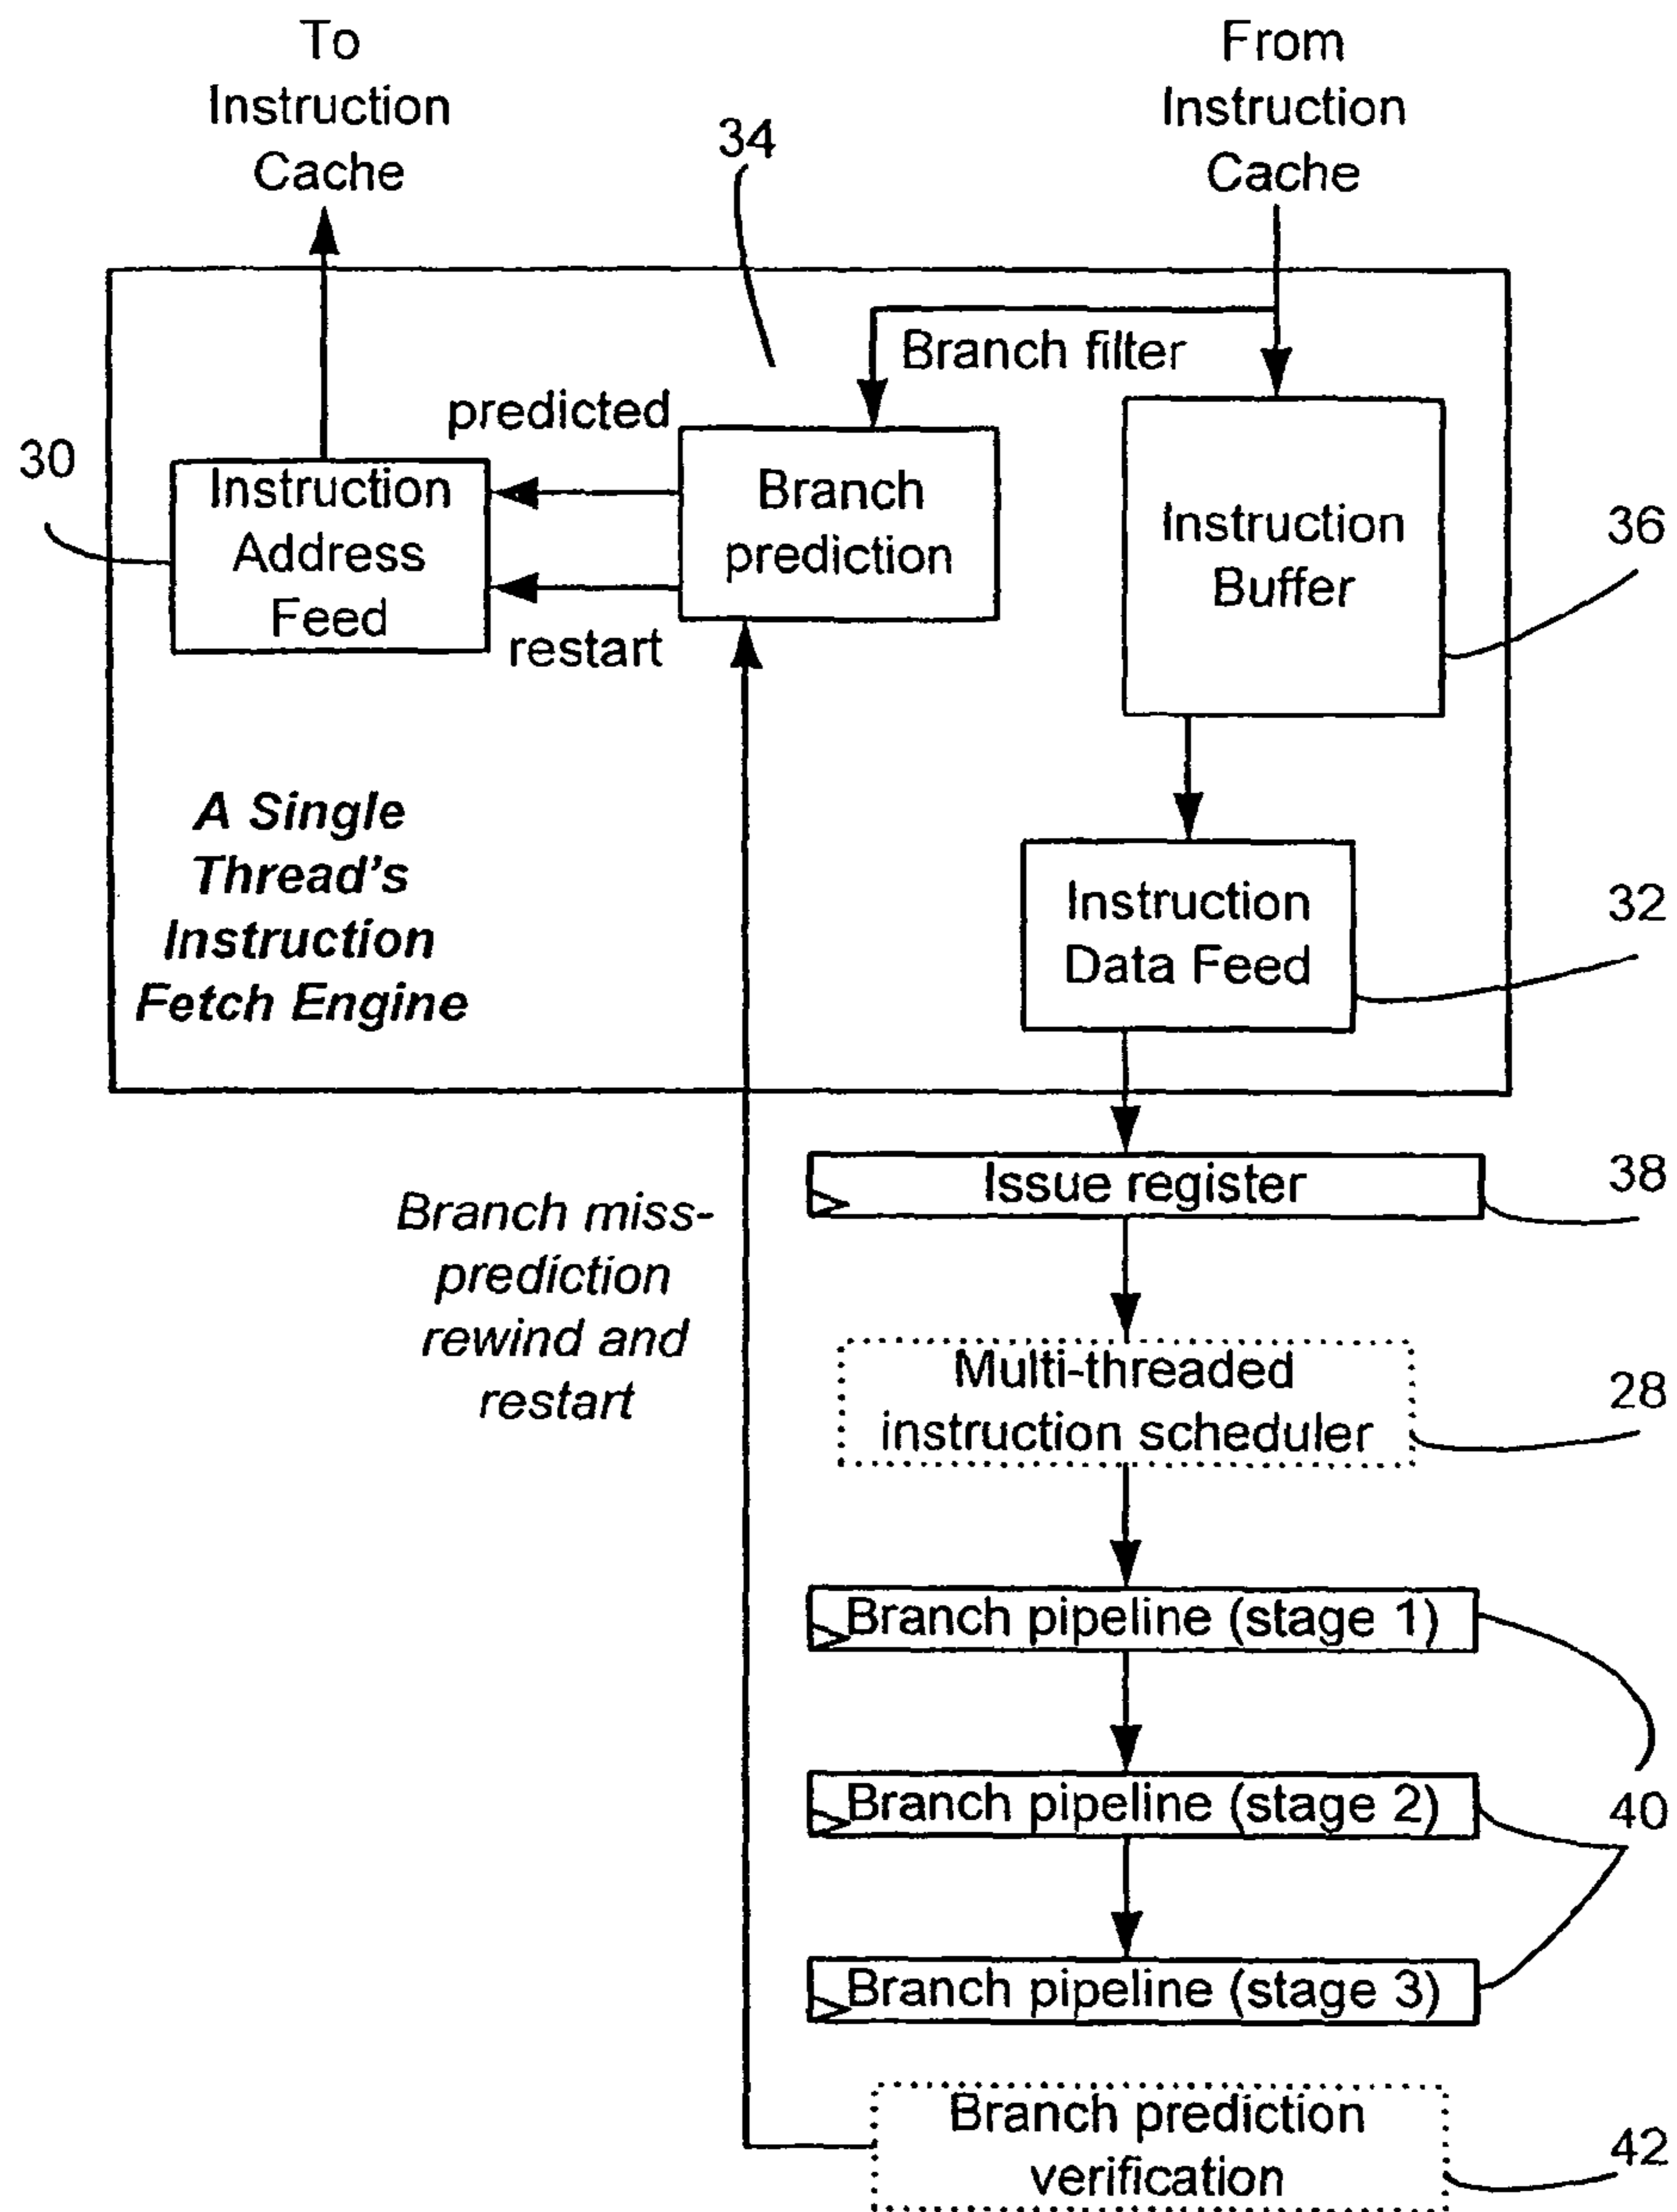 To
Instruction
Cache
From
Instruction
Cache
34
Branch filter
predicted
30
Instruction
Address
Feed
Branch
prediction
Instruction
Buffer
36
restart
A Single
Thread's
Instruction
Fetch Engine
Instruction
Data Feed
32
Issue register
38
Branch miss-
prediction
rewind and
restart
Multi-threaded
instruction scheduler
28
Branch pipeline (stage 1)
Branch pipeline (stage 2)
40
Branch pipeline (stage 3)
Branch prediction
verification
42